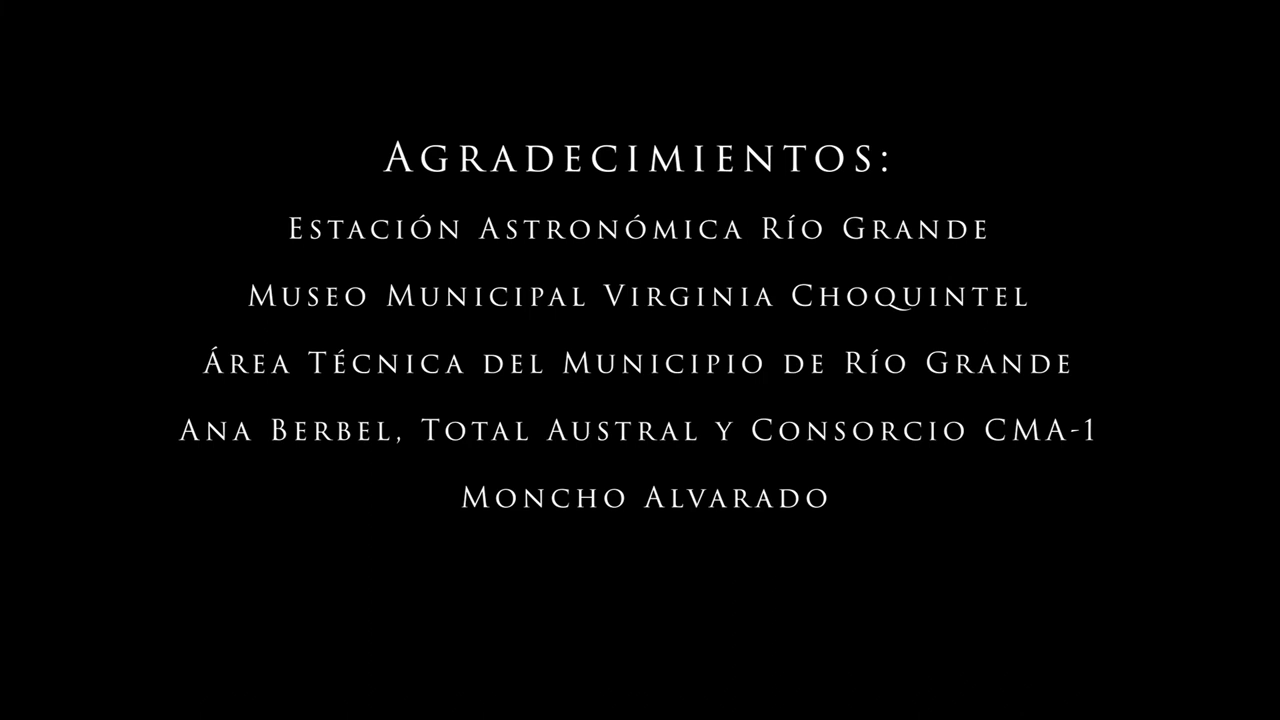 Agradecimientos:
Estación Astronómica Río Grande
Museo Municipal Virginia Choquintel
Área Técnica del Municipio de Río Grande
Ana Berbel, Total Austral y Consorcio CMA-1
Moncho Alvarado